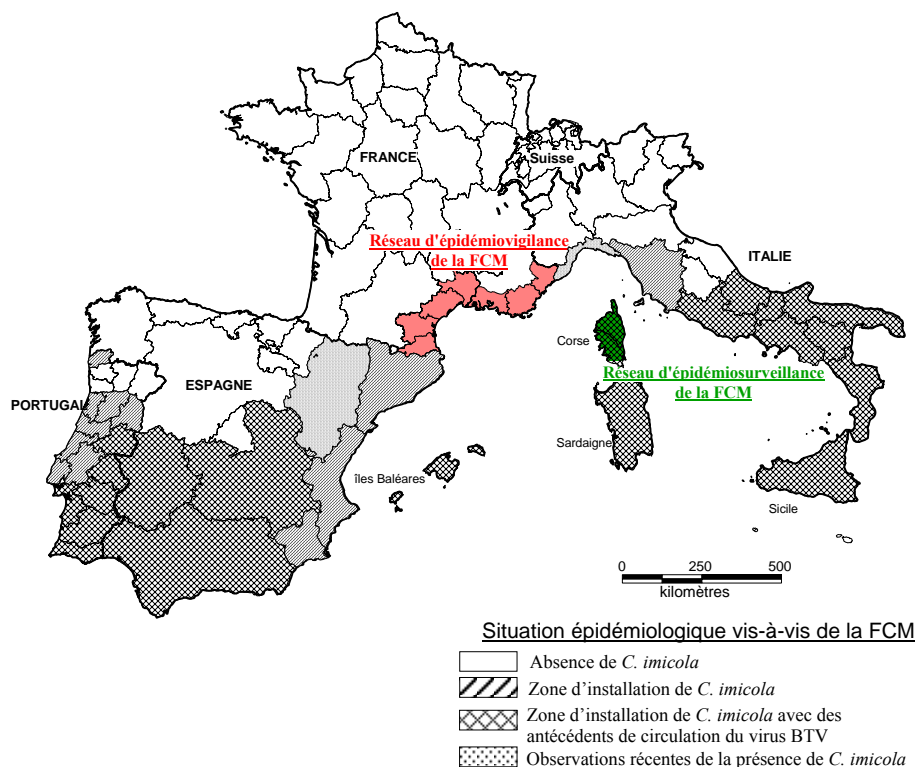 FRANCE
Suisse
Réseau d'épidémiovigilance
de la FCM
ITALIE
Corse
ESPAGNE
Réseau d'épidémiosurveillance
de la FCM
PORTUGAL
Sardaigne
îles Baléares
Sicile
0 250 500
kilomètres
Situation épidémiologique vis-à-vis de la FCM
Absence de C. imicola
Zone d'installation de C. imicola
Zone d'installation de C. imicola avec des
antécédents de circulation du virus BTV
Observations récentes de la présence de C. imicola